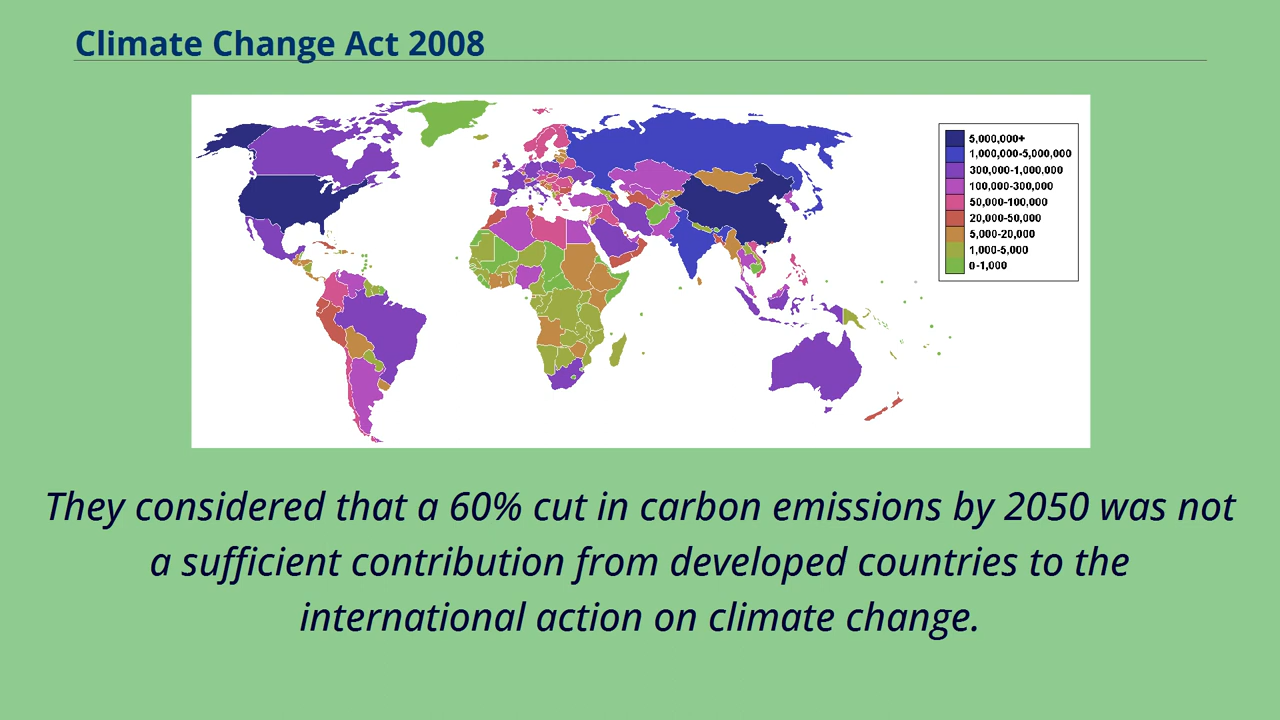 Climate Change Act 2008
5,000,000+
1,000,000-5,000,000
300,000-1,000,000
100,000-300,000
50,000-100,000
20,000-50,000
5,000-20,000
1,000-5,000
0-1,000
They considered that a 60% cut in carbon emissions by 2050 was not
a sufficient contribution from developed countries to the
international action on climate change.